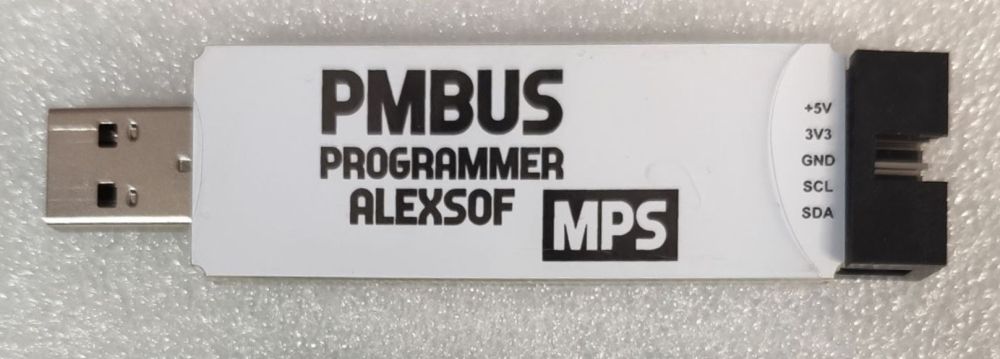 PMBUS
PROGRAMMER
ALEXSOF
MPS
+5V
3V3
GND
SCL
SDA